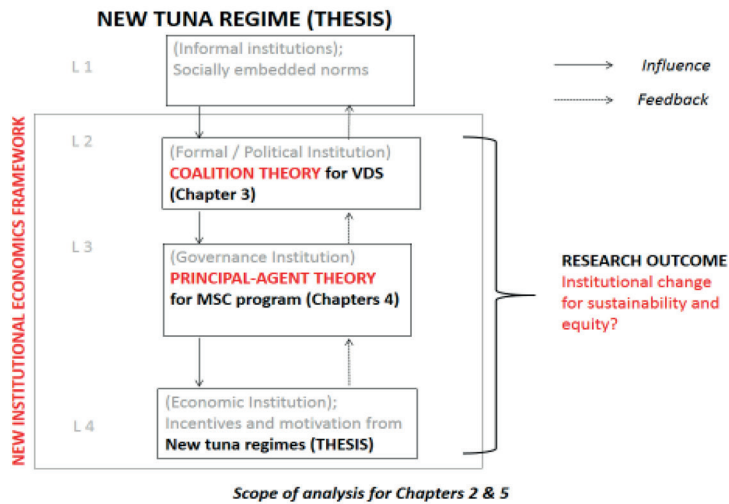 NEW TUNA REGIME (THESIS)
L 1
(Informal institutions);
Socially embedded norms
Influence
Feedback
NEW INSTITUTIONAL ECONOMICS FRAMEWORK
L 2
(Formal / Political Institution)
COALITION THEORY for VDS
(Chapter 3)
L 3
(Governance Institution)
PRINCIPAL-AGENT THEORY
for MSC program (Chapters 4)
RESEARCH OUTCOME
Institutional change
for sustainability and
equity?
L 4
(Economic Institution);
Incentives and motivation from
New tuna regimes (THESIS)
Scope of analysis for Chapters 2 & 5